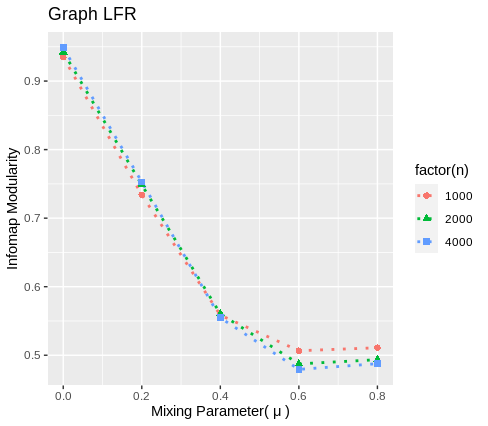 Graph LFR
Infomap Modularity
0.9
0.8
0.7
0.6
0.5
0.0 0.2 0.4 0.6 0.8
Mixing Parameter( μ )
factor(n)
1000
2000
4000